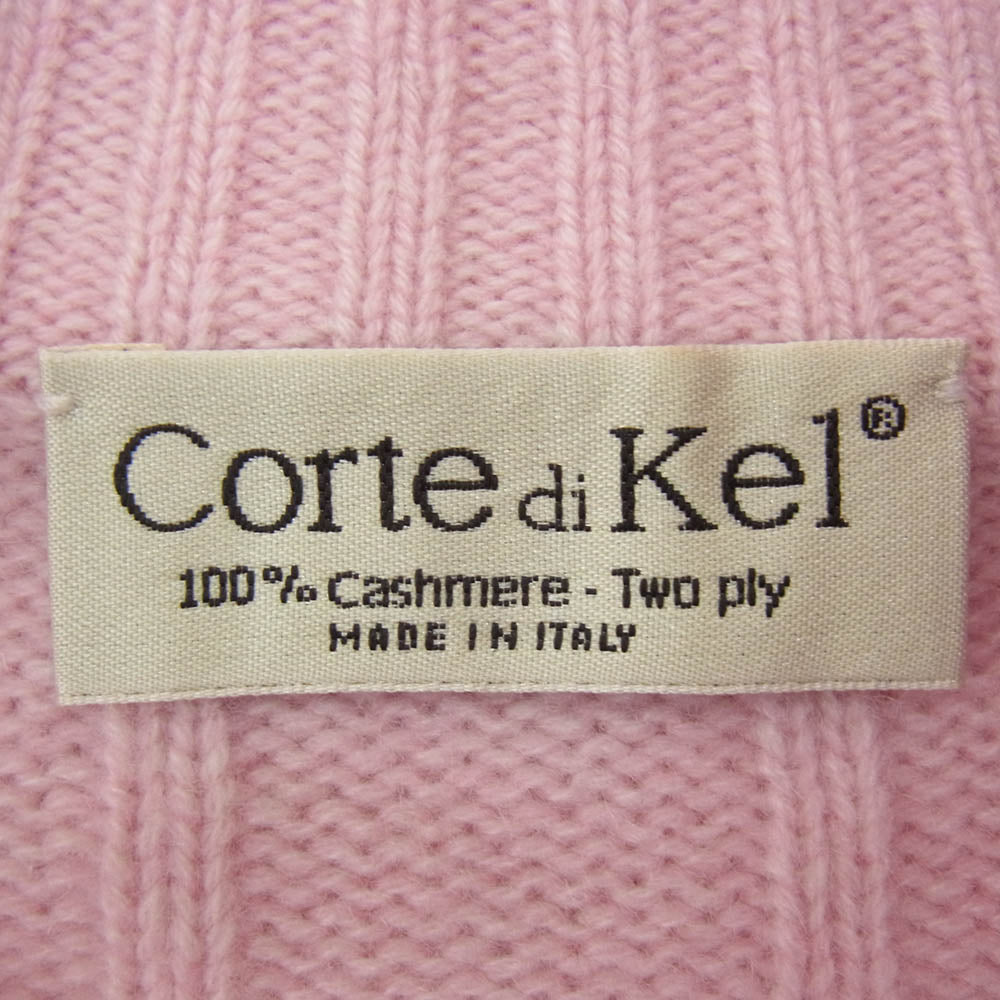 Corte di Kel®
100% Cashmere - Two ply
MADE IN ITALY